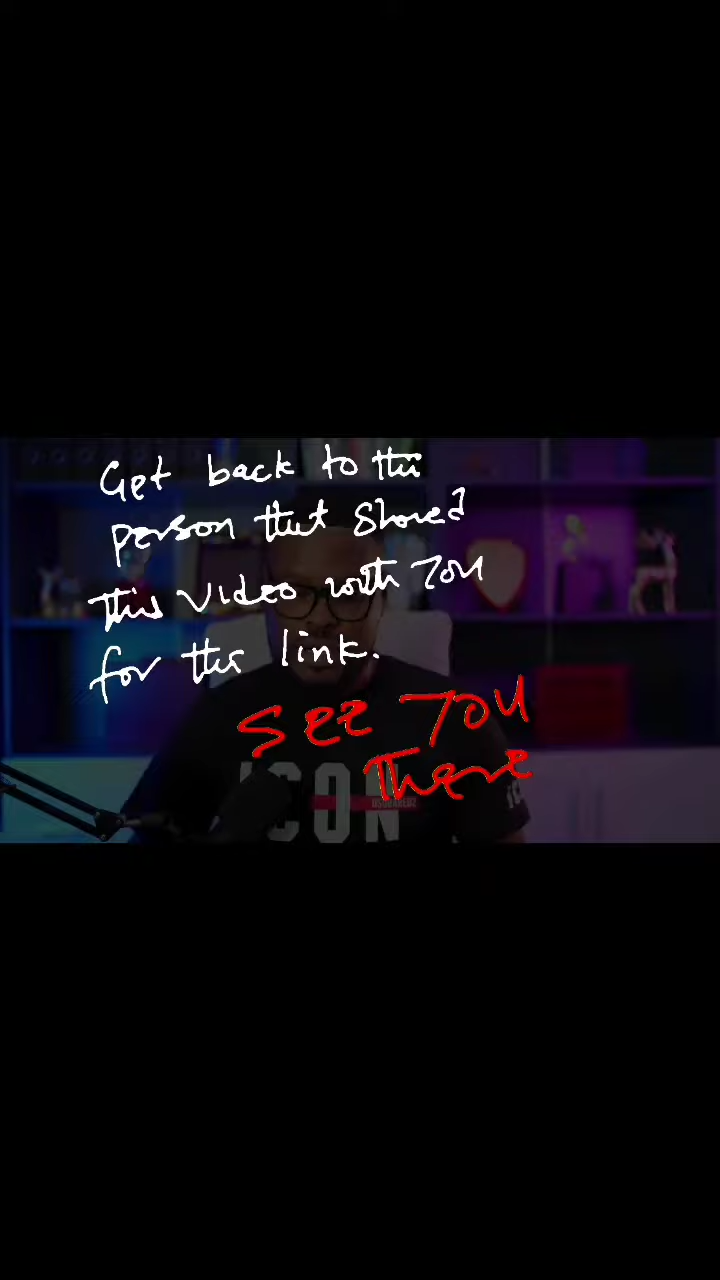 Get back to the
person that shared
this video with you
for the link.
See you
there
ICON